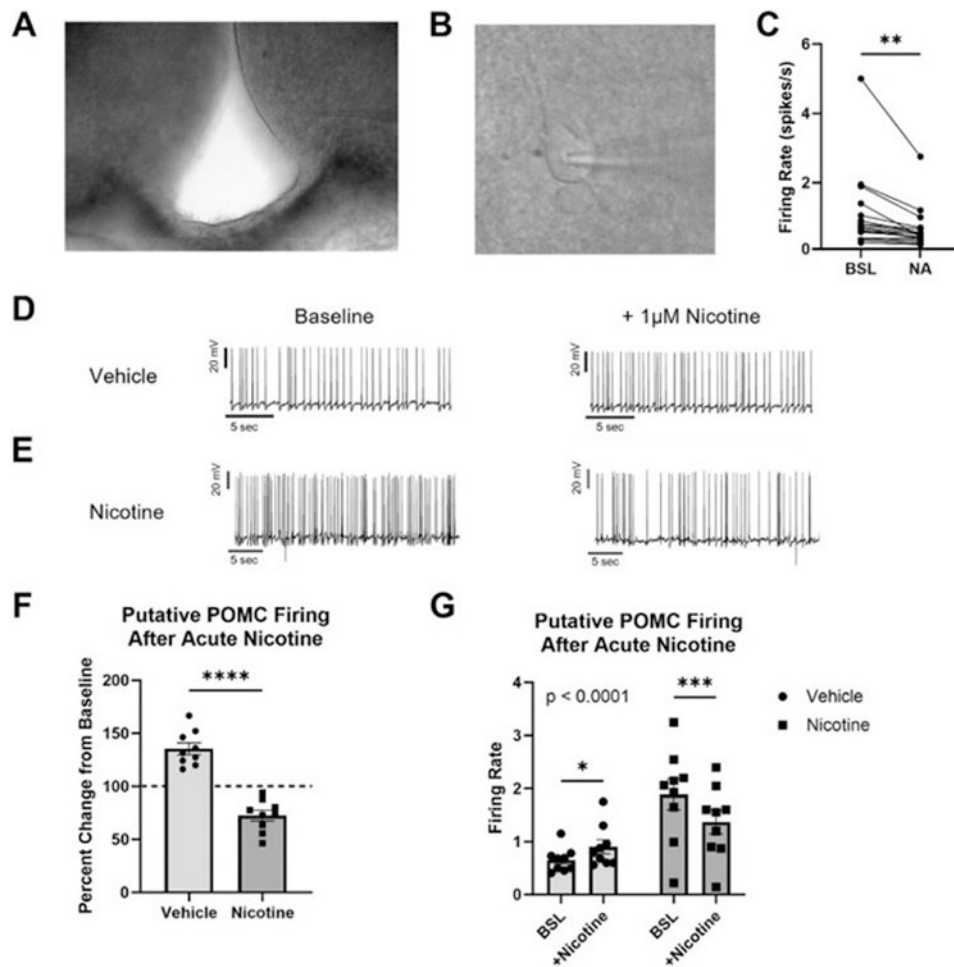 A
B
C
6
**
4
2
0
Firing Rate (spikes/s)
BSL NA
D
Baseline
+ 1µM Nicotine
Vehicle
20 mV
5 sec
20 mV
5 sec
E
Nicotine
20 mV
5 sec
20 mV
5 sec
F
Putative POMC Firing
After Acute Nicotine
200
150
100
50
0
Percent Change from Baseline
****
Vehicle Nicotine
G
Putative POMC Firing
After Acute Nicotine
4
3
2
1
0
Firing Rate
p < 0.0001
*
***
BSL
+Nicotine
BSL
+Nicotine
Vehicle
Nicotine